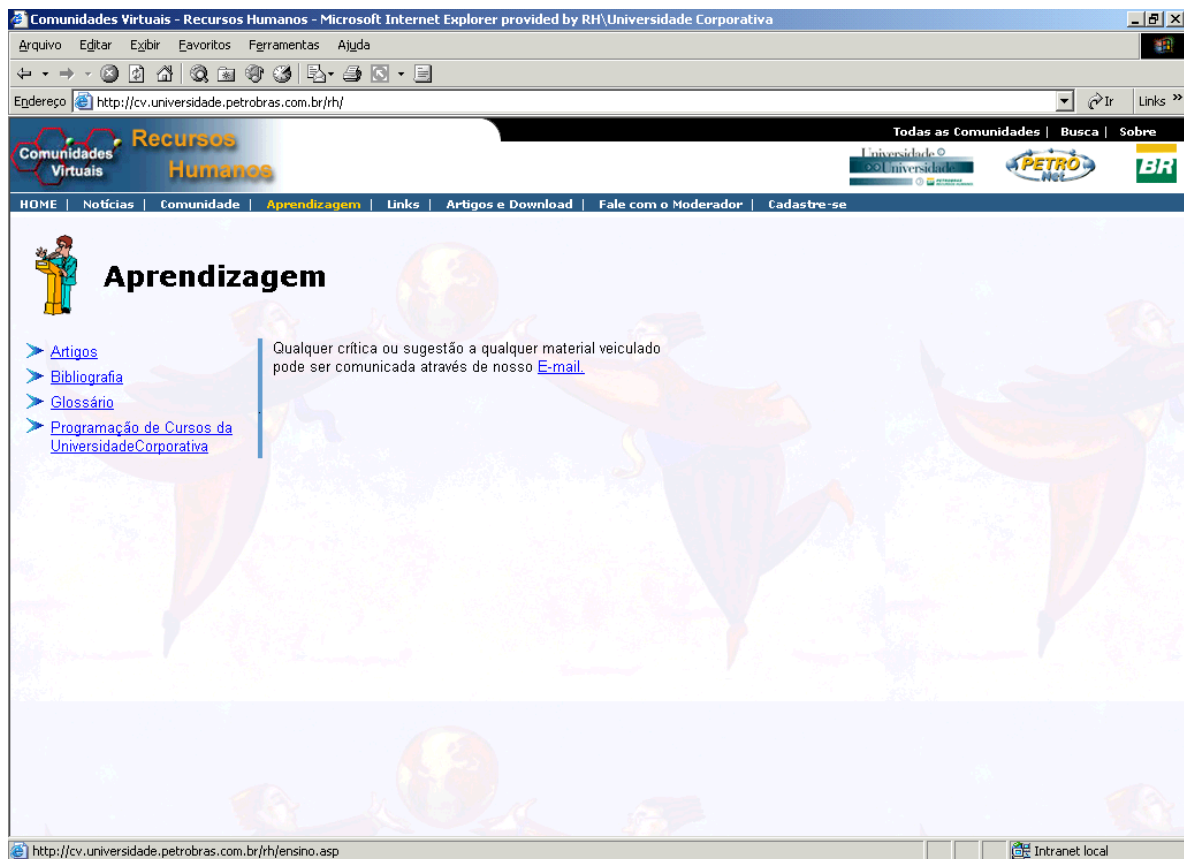 Comunidades Virtuais - Recursos Humanos - Microsoft Internet Explorer provided by RH\Universidade Corporativa
Arquivo Editar Exibir Favoritos Ferramentas Ajuda
Endereço http://cv.universidade.petrobras.com.br/rh/ Ir Links »
Todas as Comunidades | Busca | Sobre
Comunidades Virtuais
Recursos Humanos
Universidade
Universidade
PETRO Net
BR
HOME | Notícias | Comunidade | Aprendizagem | Links | Artigos e Download | Fale com o Moderador | Cadastre-se
Aprendizagem
Artigos
Bibliografia
Glossário
Programação de Cursos da
UniversidadeCorporativa
Qualquer crítica ou sugestão a qualquer material veiculado
pode ser comunicada através de nosso E-mail.
http://cv.universidade.petrobras.com.br/rh/ensino.asp Intranet local